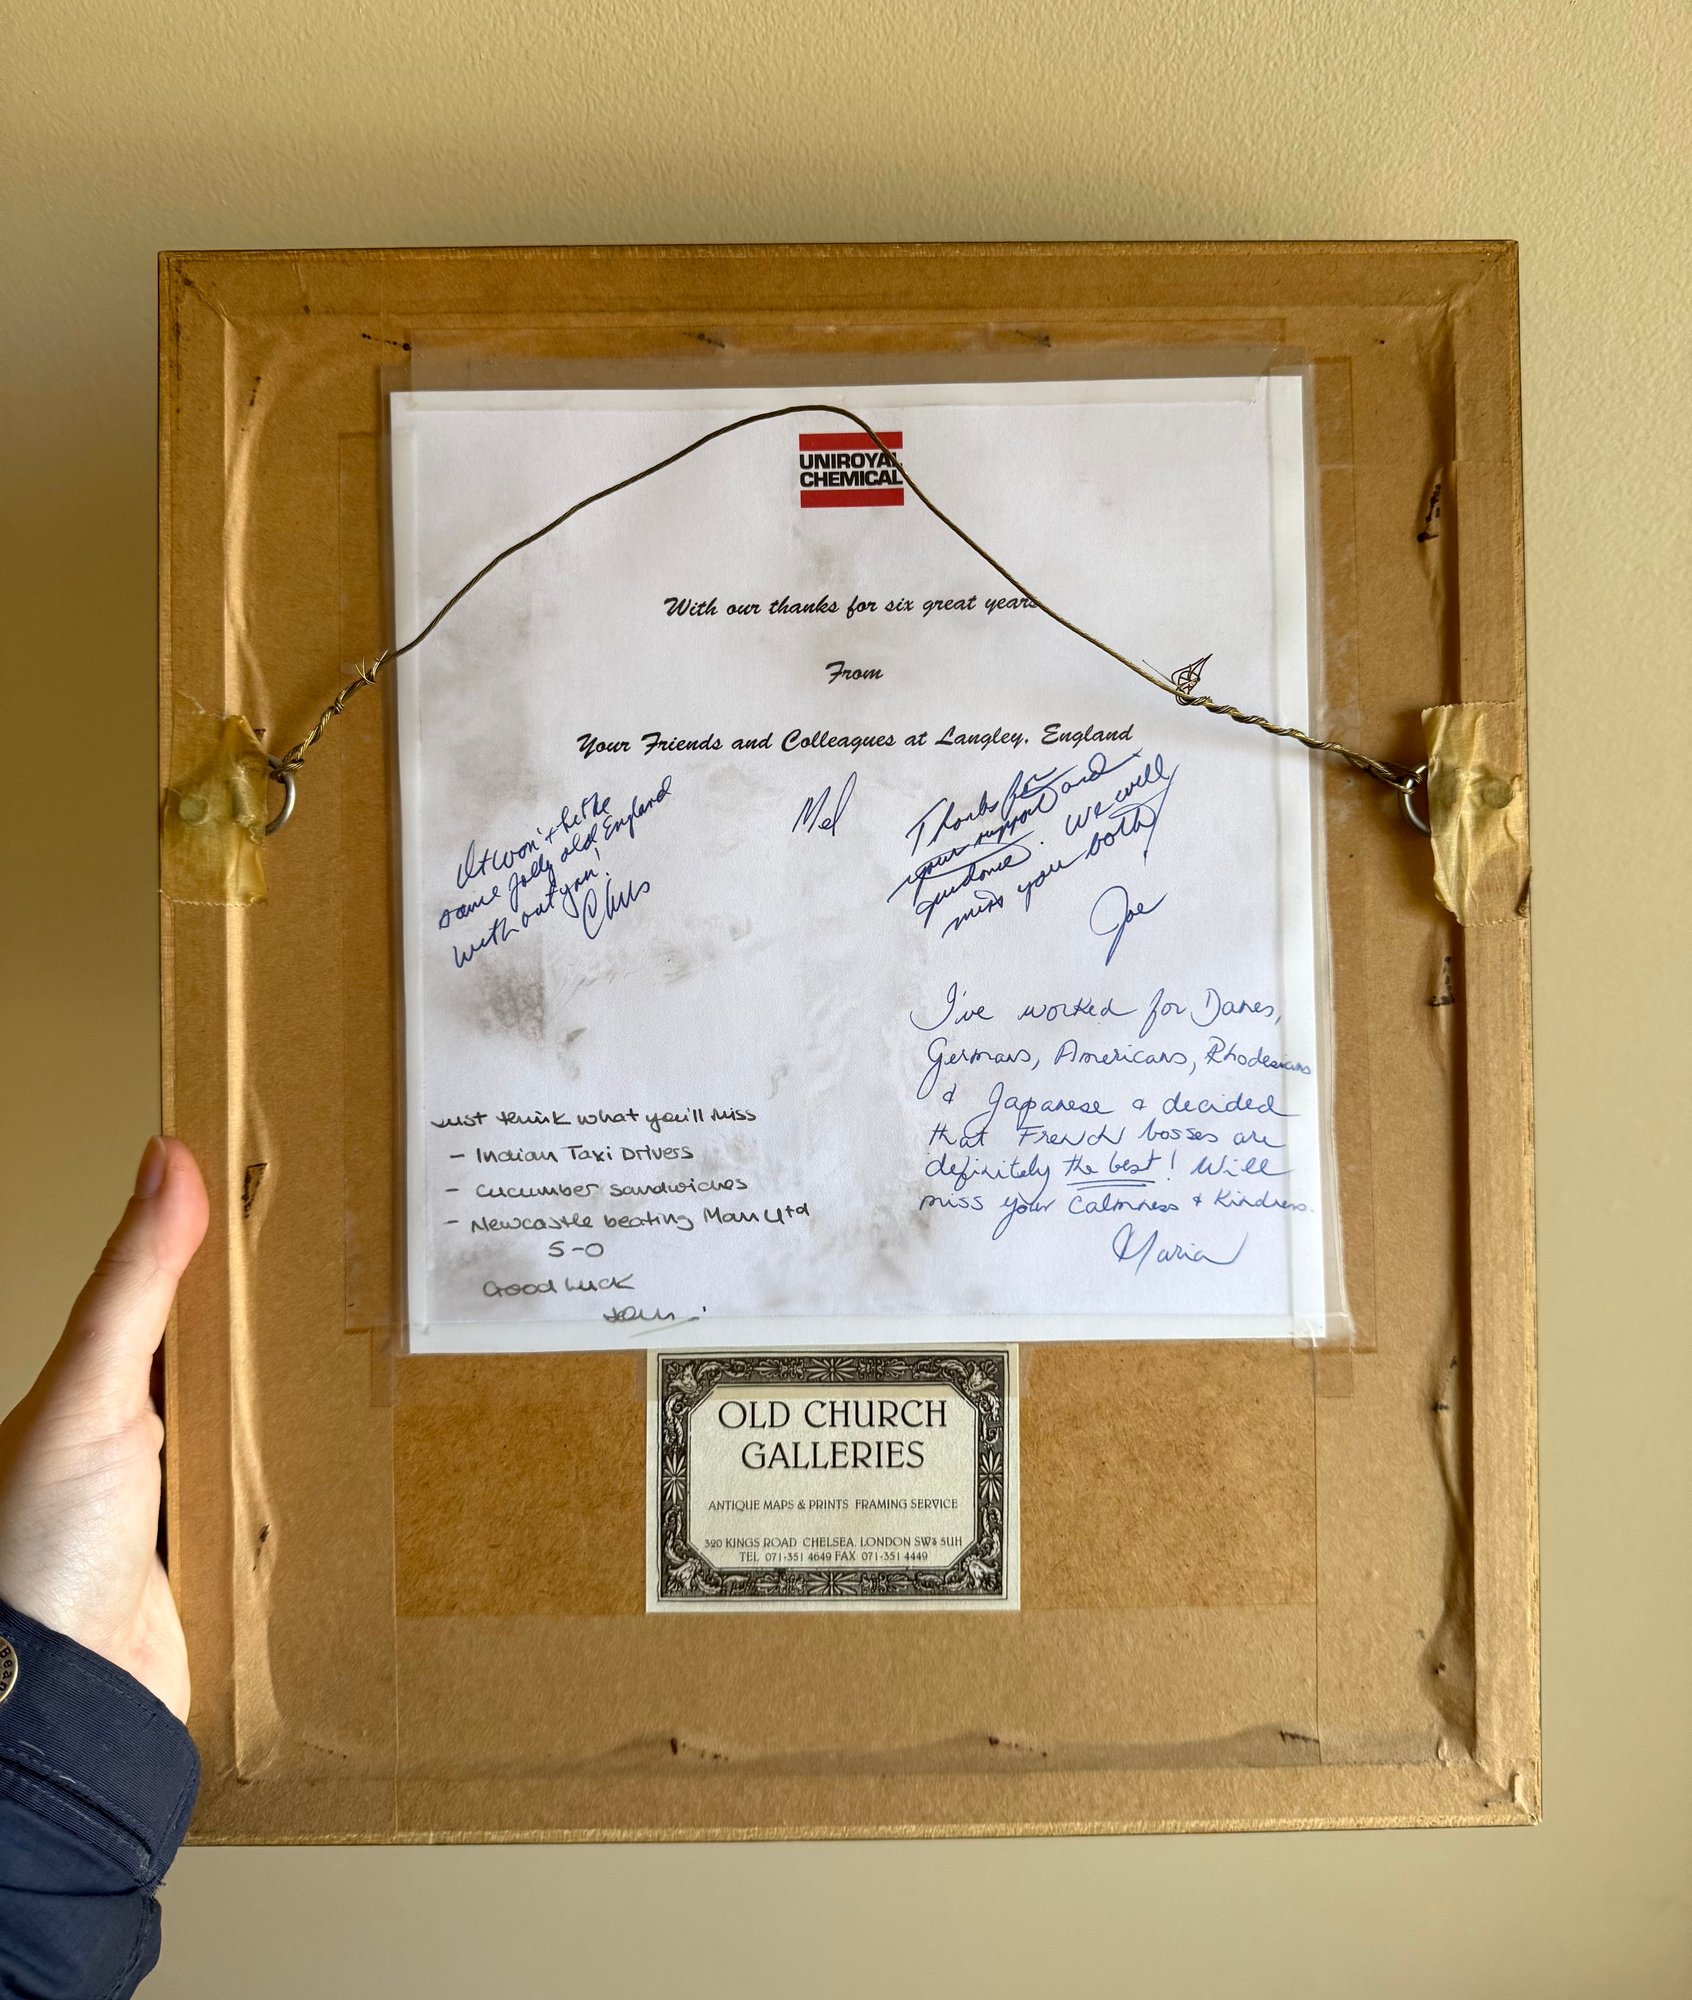 UNIROYAL
CHEMICAL
With our thanks for six great years
From
Your Friends and Colleagues at Langley, England
It won't be the
same jolly old England
without you!
Chris
Mel
Thanks for
your support and
guidance. We will
miss you both!
Joe
I've worked for Danes,
Germans, Americans, Rhodesians
& Japanese & decided
that French bosses are
definitely the best! Will
miss your calmness & kindness.
Maria
Just think what you'll miss
- Indian Taxi Drivers
- Cucumber sandwiches
- Newcastle beating Man Utd
5-0
Good Luck
OLD CHURCH
GALLERIES
ANTIQUE MAPS & PRINTS FRAMING SERVICE
320 KINGS ROAD CHELSEA, LONDON SW3 5UH
TEL 071-351 4649 FAX 071-351 4449
Bean